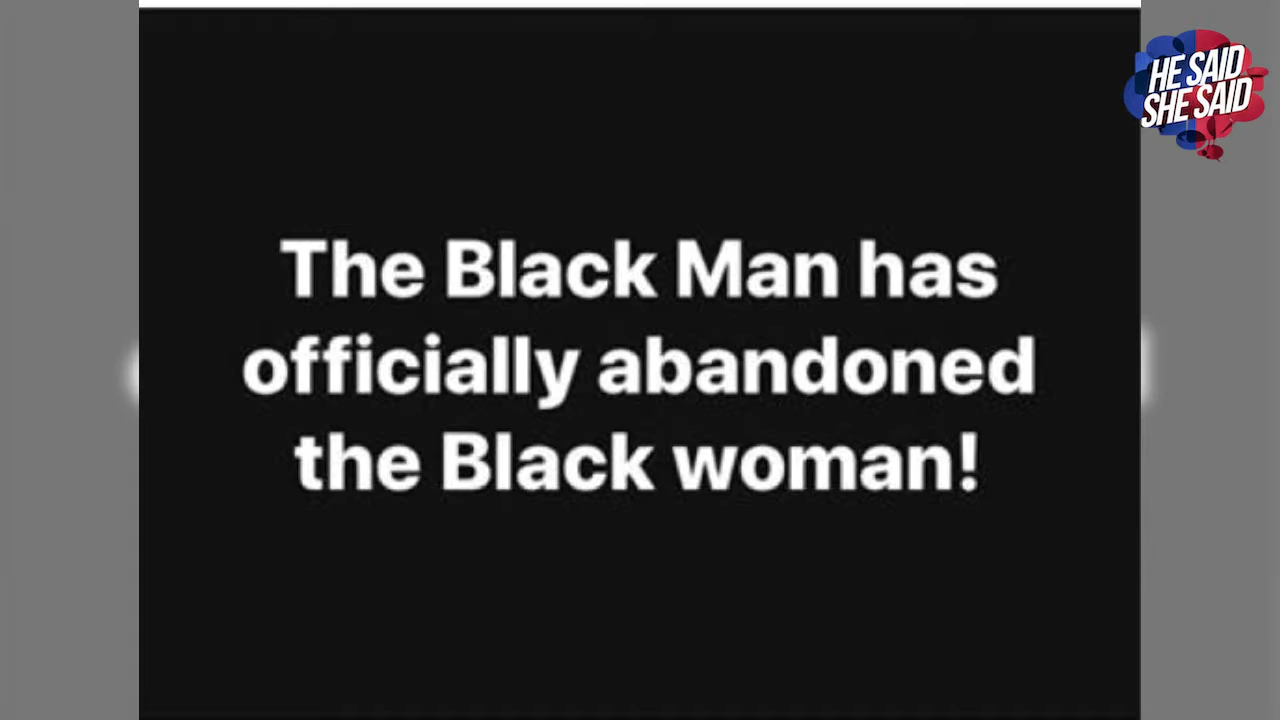 HE SAID
SHE SAID
The Black Man has
officially abandoned
the Black woman!